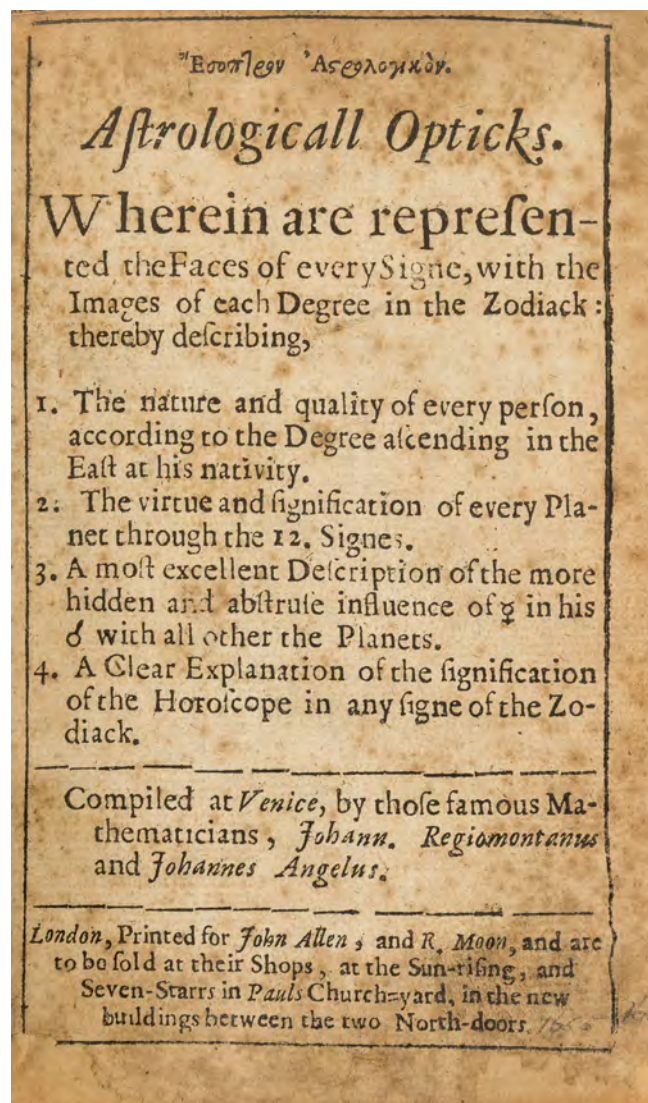 Ἔσοπτρον Ἀστρολογικὸν.
Aſtrologicall Opticks.
Wherein are repreſen-
ted theFaces of everySigne, with the
Images of each Degree in the Zodiack:
thereby deſcribing,
1. The nature and quality of every perſon,
according to the Degree aſcending in the
Eaſt at his nativity.
2. The virtue and ſignification of every Pla-
net through the 12. Signes.
3. A moſt excellent Deſcription of the more
hidden and abſtruſe influence of ☿ in his
☌ with all other the Planets.
4. A Clear Explanation of the ſignification
of the Horoſcope in any ſigne of the Zo-
diack.
Compiled at Venice, by thoſe famous Ma-
thematicians, Johann. Regiomontanus
and Johannes Angelus.
London, Printed for John Allen, and R. Moon, and are
to be ſold at their Shops, at the Sun-riſing, and
Seven-Starrs in Pauls Church-yard, in the new
buildings between the two North-doors.